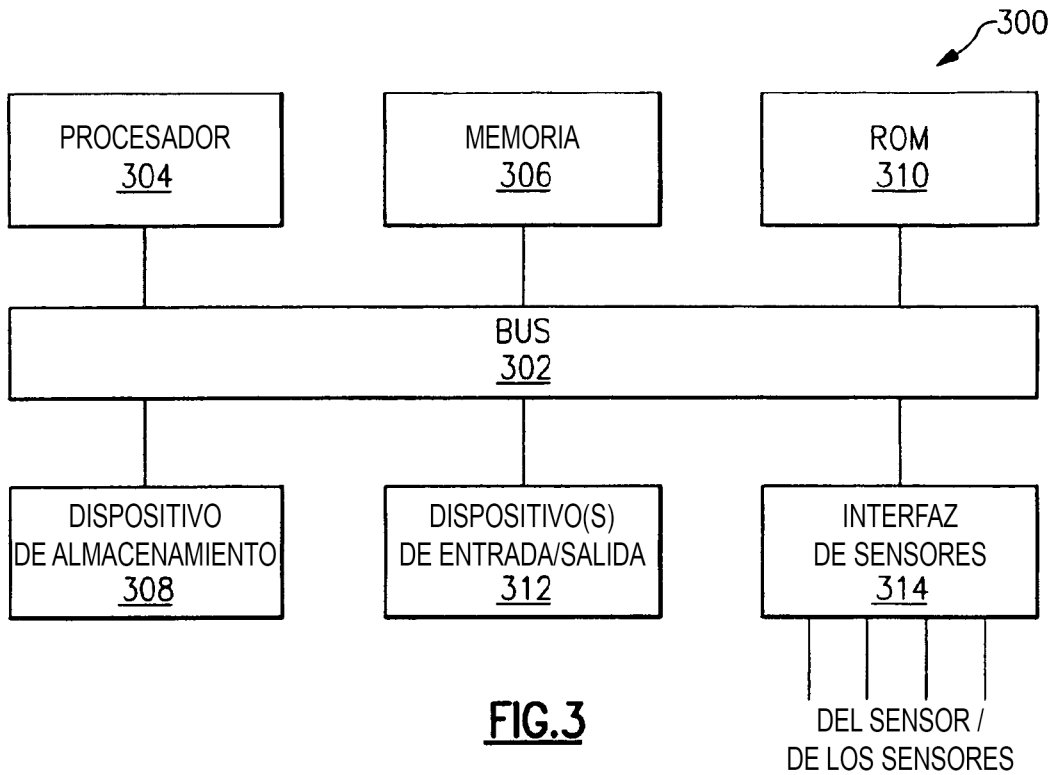 300
PROCESADOR
304
MEMORIA
306
ROM
310
BUS
302
DISPOSITIVO
DE ALMACENAMIENTO
308
DISPOSITIVO(S)
DE ENTRADA/SALIDA
312
INTERFAZ
DE SENSORES
314
FIG.3
DEL SENSOR /
DE LOS SENSORES